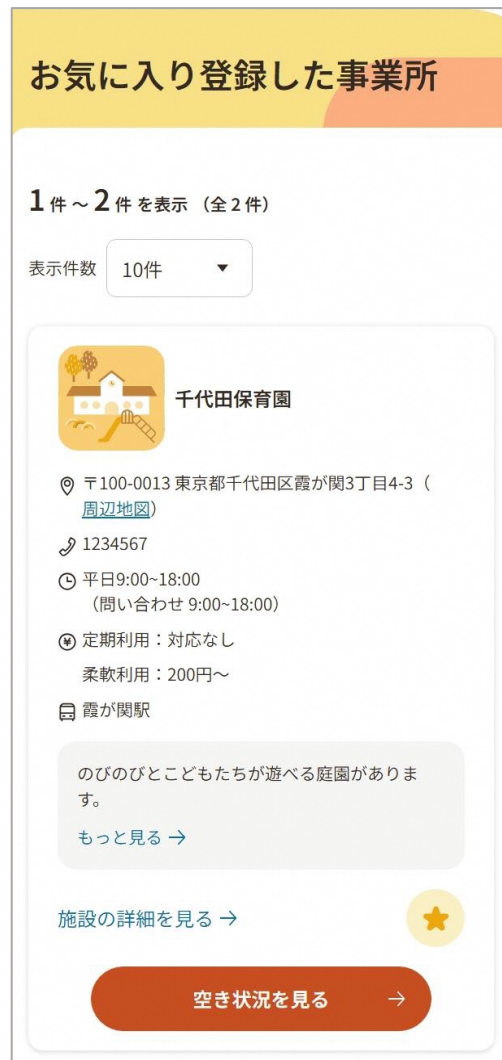 お気に入り登録した事業所
1件～2件を表示（全2件）
表示件数 10件
千代田保育園
〒100-0013 東京都千代田区霞が関3丁目4-3（
周辺地図）
1234567
平日9:00~18:00
（問い合わせ 9:00~18:00）
定期利用：対応なし
柔軟利用：200円～
霞が関駅
のびのびとこどもたちが遊べる庭園がありま
す。
もっと見る →
施設の詳細を見る →
空き状況を見る →